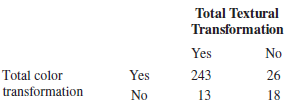 Total Textural
Transformation
Yes No
Total color Yes 243 26
transformation No 13 18